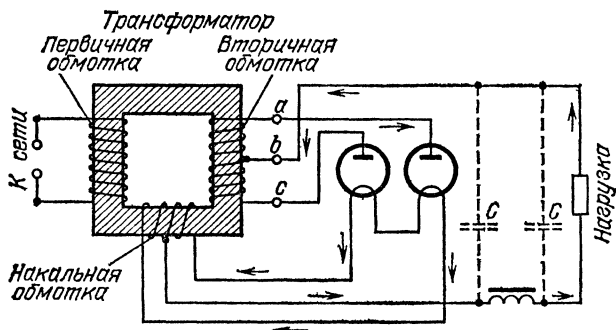 Трансформатор
Первичная
обмотка
Вторичная
обмотка
К сети
a
b
c
C
C
Нагрузка
Накальная
обмотка